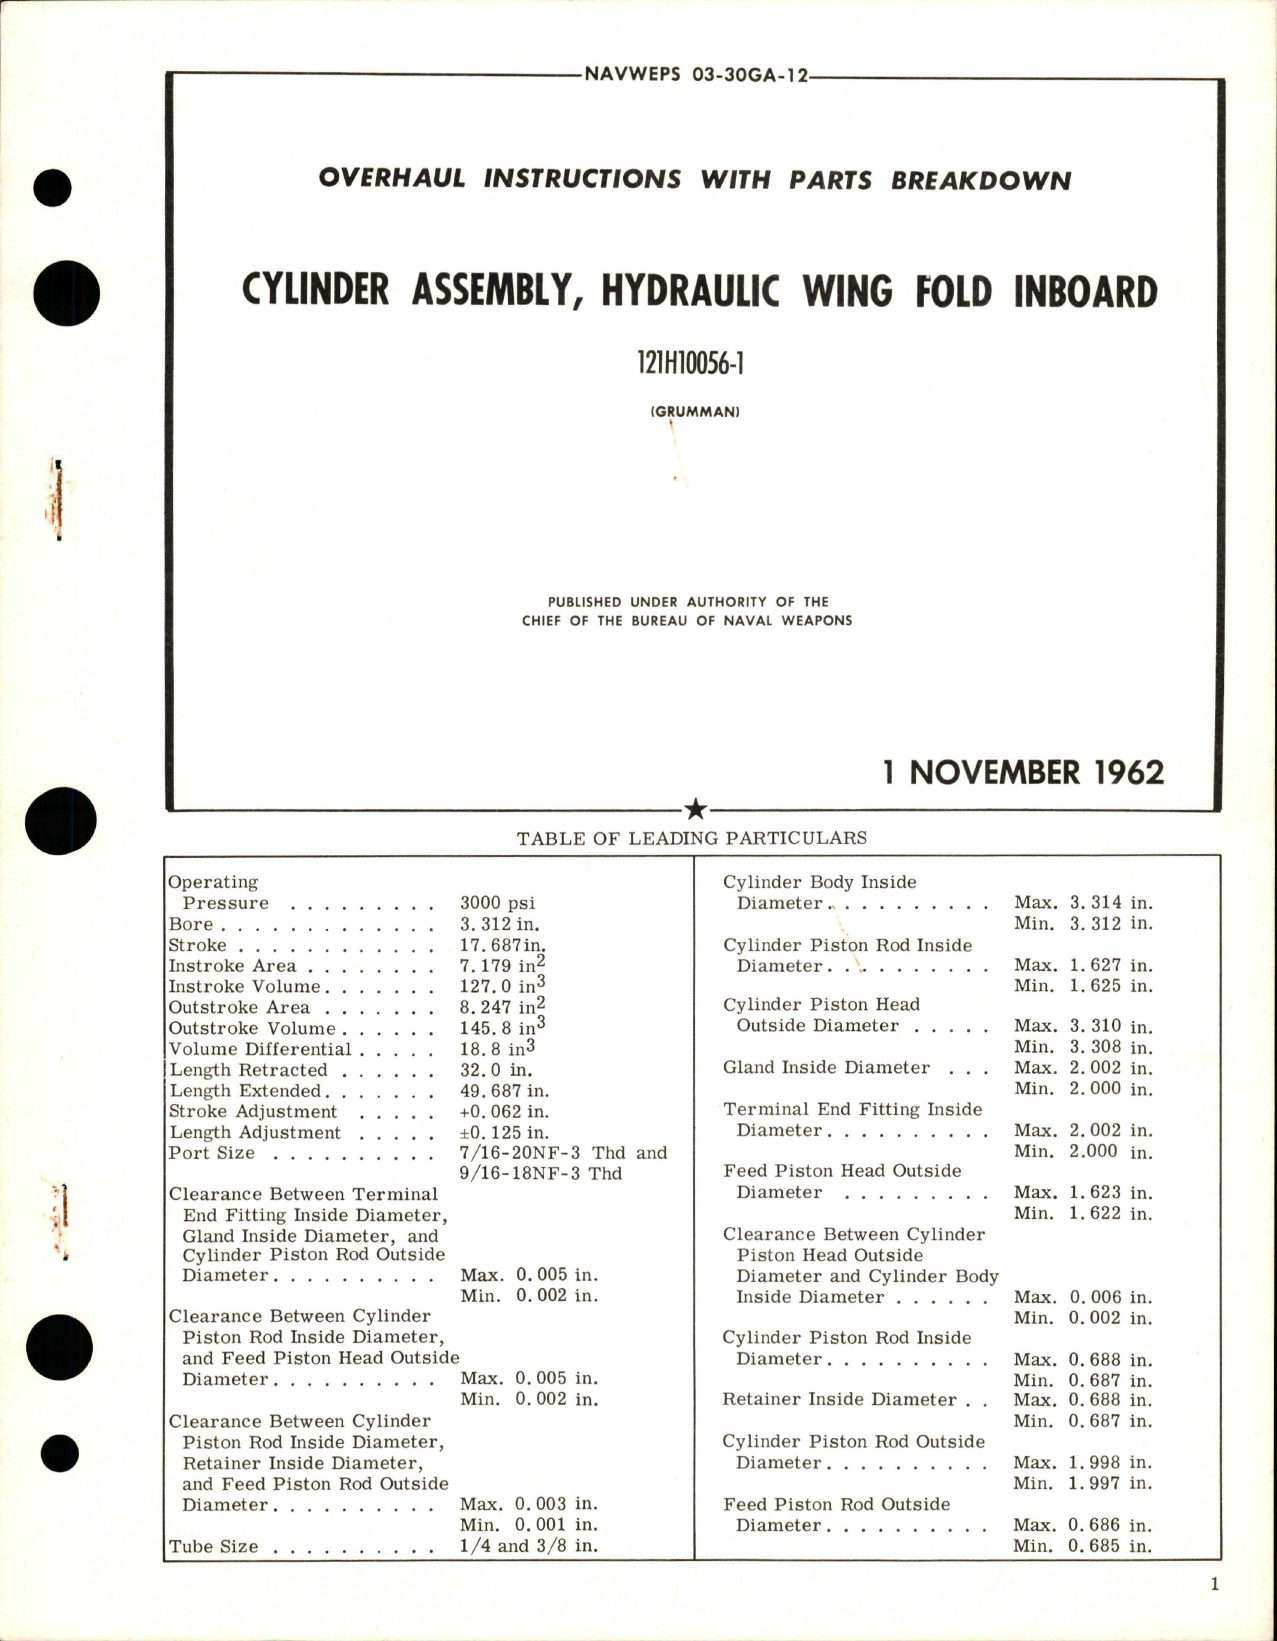 NAVWEPS 03-30GA-12
OVERHAUL INSTRUCTIONS WITH PARTS BREAKDOWN
CYLINDER ASSEMBLY, HYDRAULIC WING FOLD INBOARD
121H10056-1
(GRUMMAN)
PUBLISHED UNDER AUTHORITY OF THE
CHIEF OF THE BUREAU OF NAVAL WEAPONS
1 NOVEMBER 1962
TABLE OF LEADING PARTICULARS
Operating
Pressure . . . . . . . . . 3000 psi
Bore . . . . . . . . . . . . . 3.312 in.
Stroke . . . . . . . . . . . . 17.687in.
Instroke Area . . . . . . . . 7.179 in2
Instroke Volume . . . . . . . 127.0 in3
Outstroke Area . . . . . . . 8.247 in2
Outstroke Volume . . . . . . 145.8 in3
Volume Differential . . . . . 18.8 in3
Length Retracted . . . . . . 32.0 in.
Length Extended . . . . . . . 49.687 in.
Stroke Adjustment . . . . . +0.062 in.
Length Adjustment . . . . . ±0.125 in.
Port Size . . . . . . . . . . 7/16-20NF-3 Thd and
9/16-18NF-3 Thd
Clearance Between Terminal
End Fitting Inside Diameter,
Gland Inside Diameter, and
Cylinder Piston Rod Outside
Diameter . . . . . . . . . . Max. 0.005 in.
Min. 0.002 in.
Clearance Between Cylinder
Piston Rod Inside Diameter,
and Feed Piston Head Outside
Diameter . . . . . . . . . . Max. 0.005 in.
Min. 0.002 in.
Clearance Between Cylinder
Piston Rod Inside Diameter,
Retainer Inside Diameter,
and Feed Piston Rod Outside
Diameter . . . . . . . . . . Max. 0.003 in.
Min. 0.001 in.
Tube Size . . . . . . . . . . 1/4 and 3/8 in.
Cylinder Body Inside
Diameter . . . . . . . . . . Max. 3.314 in.
Min. 3.312 in.
Cylinder Piston Rod Inside
Diameter . . . . . . . . . . Max. 1.627 in.
Min. 1.625 in.
Cylinder Piston Head
Outside Diameter . . . . . Max. 3.310 in.
Min. 3.308 in.
Gland Inside Diameter . . . Max. 2.002 in.
Min. 2.000 in.
Terminal End Fitting Inside
Diameter . . . . . . . . . . Max. 2.002 in.
Min. 2.000 in.
Feed Piston Head Outside
Diameter . . . . . . . . . Max. 1.623 in.
Min. 1.622 in.
Clearance Between Cylinder
Piston Head Outside
Diameter and Cylinder Body
Inside Diameter . . . . . . Max. 0.006 in.
Min. 0.002 in.
Cylinder Piston Rod Inside
Diameter . . . . . . . . . . Max. 0.688 in.
Min. 0.687 in.
Retainer Inside Diameter . . Max. 0.688 in.
Min. 0.687 in.
Cylinder Piston Rod Outside
Diameter . . . . . . . . . . Max. 1.998 in.
Min. 1.997 in.
Feed Piston Rod Outside
Diameter . . . . . . . . . . Max. 0.686 in.
Min. 0.685 in.
1